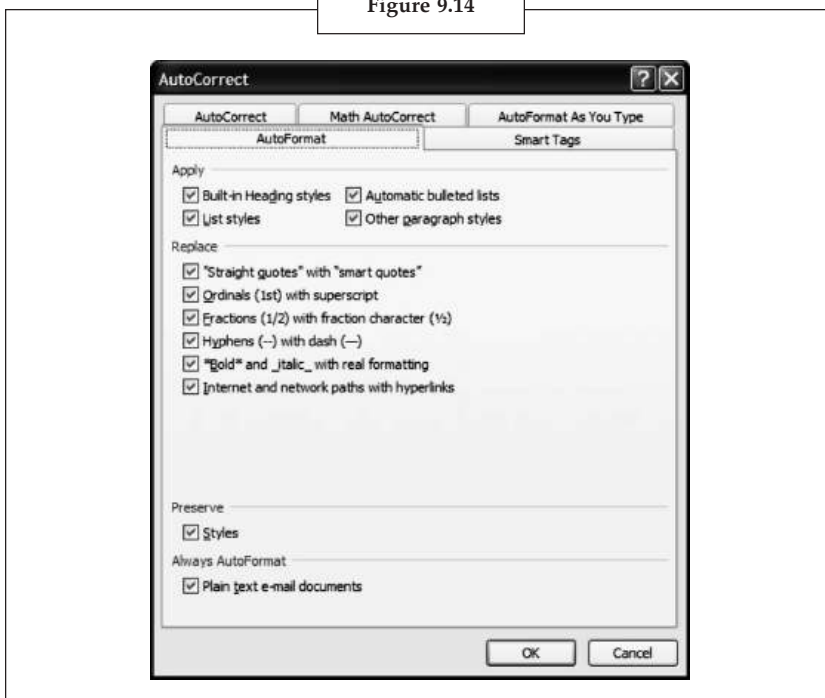 Figure 9.14
AutoCorrect
AutoCorrect Math AutoCorrect AutoFormat As You Type
AutoFormat Smart Tags
Apply
Built-in Heading styles Automatic bulleted lists
List styles Other paragraph styles
Replace
"Straight quotes" with “smart quotes”
Ordinals (1st) with superscript
Fractions (1/2) with fraction character (½)
Hyphens (--) with dash (—)
*Bold* and _italic_ with real formatting
Internet and network paths with hyperlinks
Preserve
Styles
Always AutoFormat
Plain text e-mail documents
OK Cancel